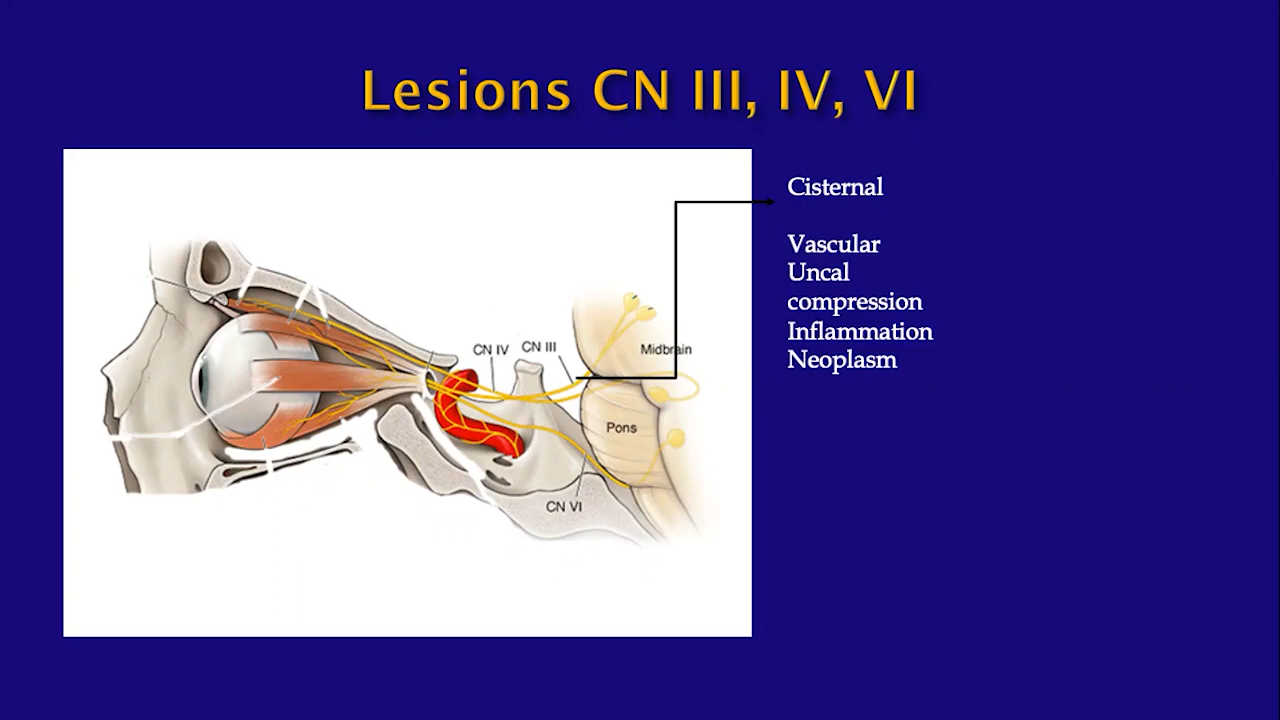 Lesions CN III, IV, VI
Cisternal
Vascular
Uncal
compression
Inflammation
Neoplasm
CN IV
CN III
Midbrain
Pons
CN VI